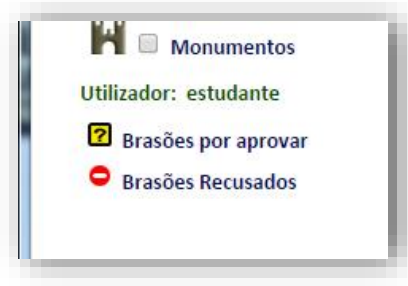 Monumentos
Utilizador: estudante
? Brasões por aprovar
Brasões Recusados